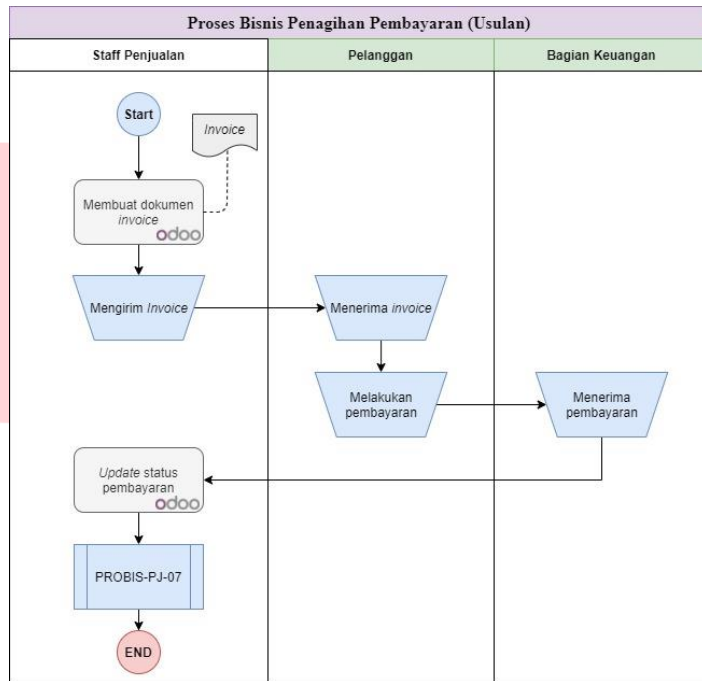 Proses Bisnis Penagihan Pembayaran (Usulan)
Staff Penjualan
Pelanggan
Bagian Keuangan
Start
Invoice
Membuat dokumen
invoice
odoo
Mengirim Invoice
Menerima invoice
Melakukan
pembayaran
Menerima
pembayaran
Update status
pembayaran
odoo
PROBIS-PJ-07
END